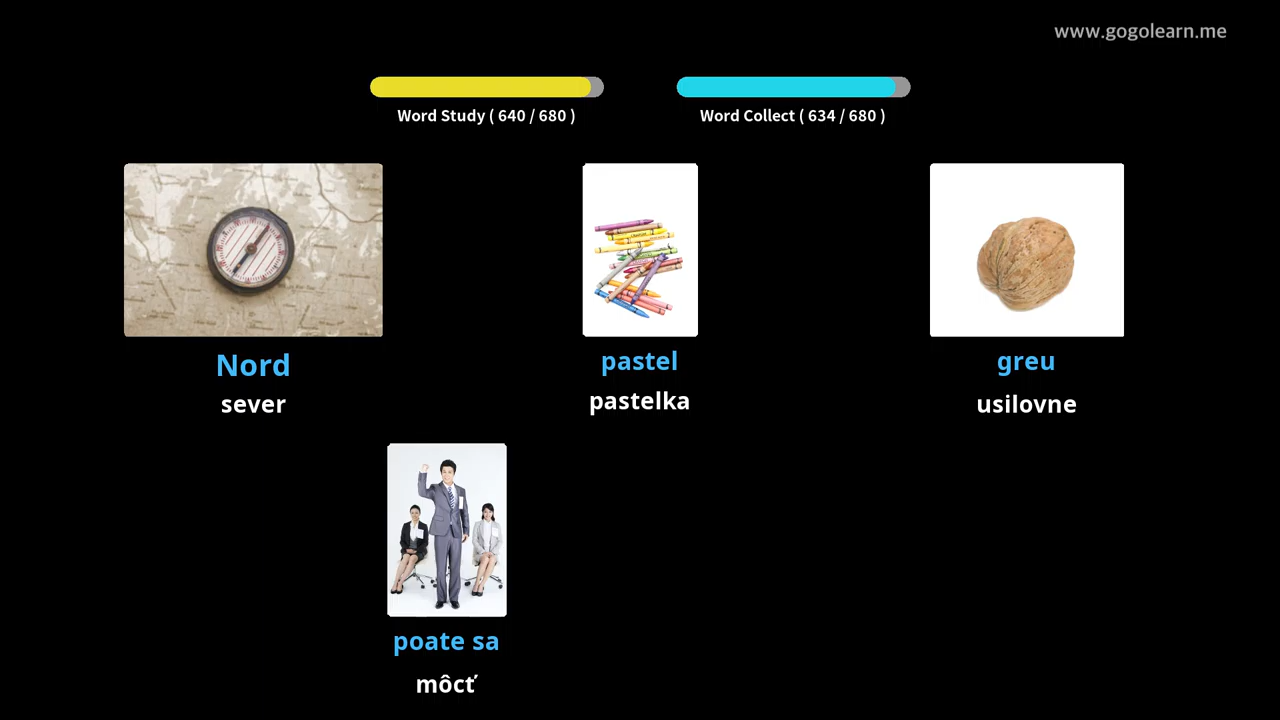 www.gogolearn.me
Word Study ( 640 / 680 )
Word Collect ( 634 / 680 )
Nord
sever
pastel
pastelka
greu
usilovne
poate sa
môcť